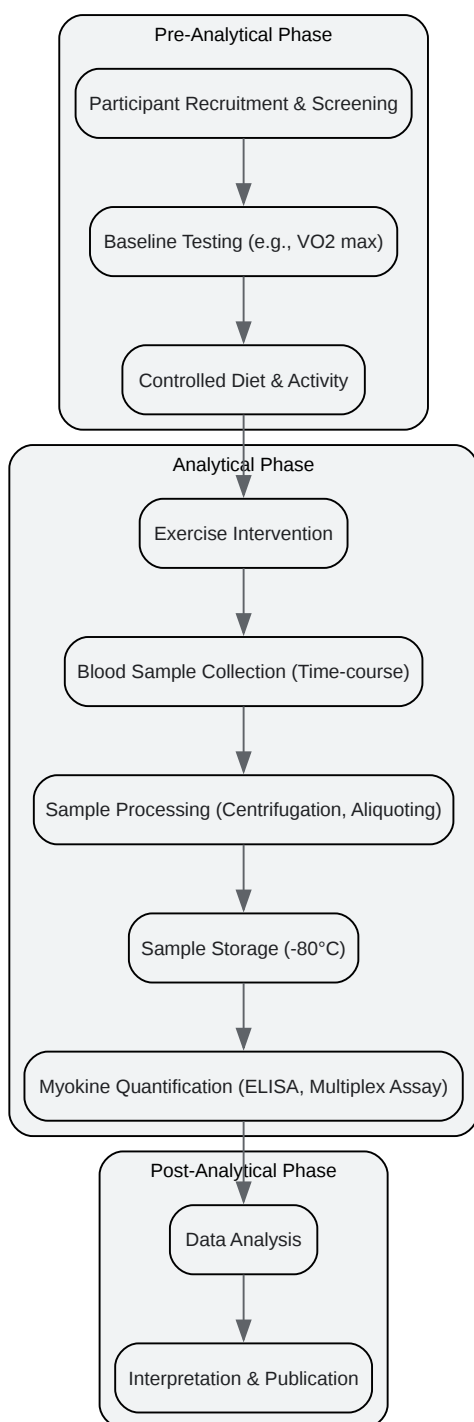 Pre-Analytical Phase
Participant Recruitment & Screening
Baseline Testing (e.g., VO2 max)
Controlled Diet & Activity
Analytical Phase
Exercise Intervention
Blood Sample Collection (Time-course)
Sample Processing (Centrifugation, Aliquoting)
Sample Storage (-80°C)
Myokine Quantification (ELISA, Multiplex Assay)
Post-Analytical Phase
Data Analysis
Interpretation & Publication